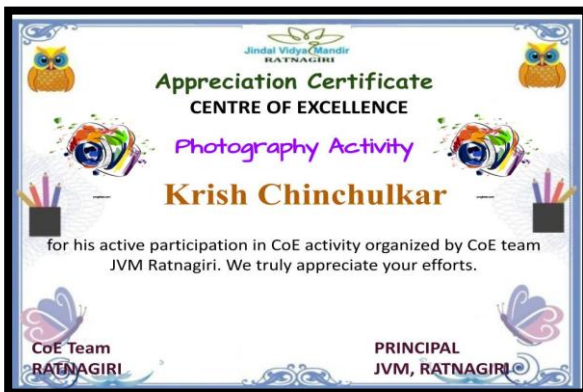 Jindal Vidya Mandir
RATNAGIRI
Appreciation Certificate
CENTRE OF EXCELLENCE
Photography Activity
Krish Chinchulkar
for his active participation in CoE activity organized by CoE team
JVM Ratnagiri. We truly appreciate your efforts.
CoE Team
RATNAGIRI
PRINCIPAL
JVM, RATNAGIRI